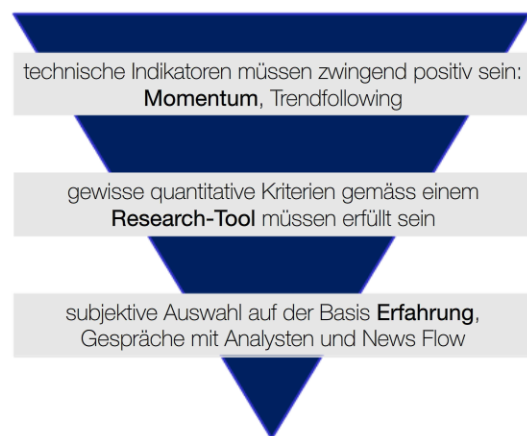 technische Indikatoren müssen zwingend positiv sein:
Momentum, Trendfollowing
gewisse quantitative Kriterien gemäss einem
Research-Tool müssen erfüllt sein
subjektive Auswahl auf der Basis Erfahrung,
Gespräche mit Analysten und News Flow